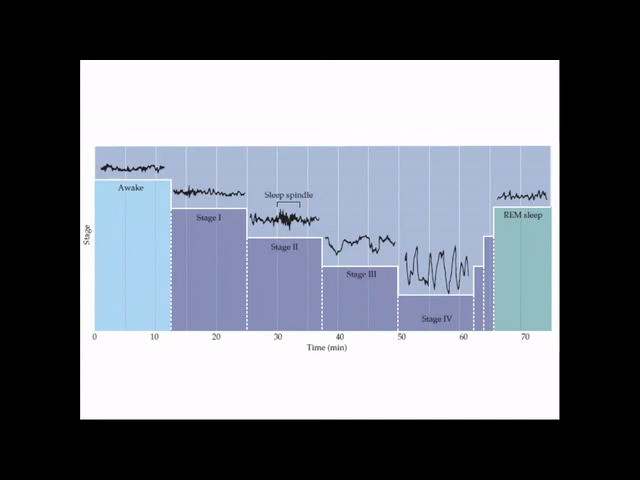 Awake
Stage I
Sleep spindle
Stage II
Stage III
Stage IV
REM sleep
Stage
0 10 20 30 40 50 60 70
Time (min)